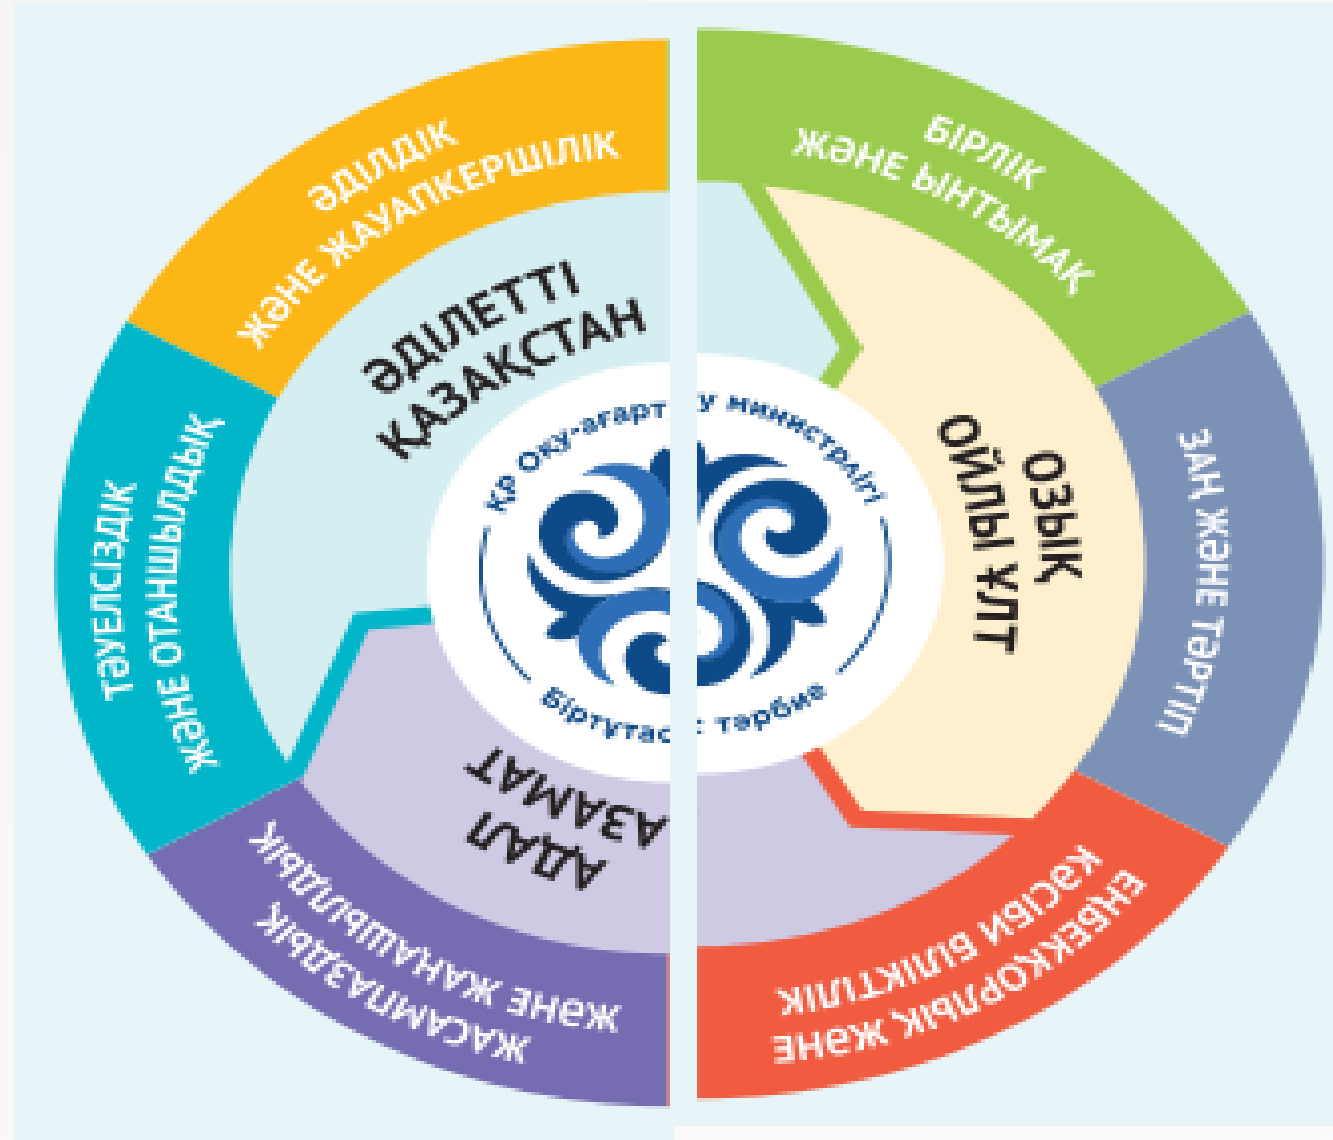 ӘДІЛДІК
ЖӘНЕ ЖАУАПКЕРШІЛІК
БІРЛІК
ЖӘНЕ ЫНТЫМАҚ
ЗАҢ ЖӘНЕ ТӘРТІП
ЕҢБЕКҚОРЛЫҚ ЖӘНЕ
КӘСІБИ БІЛІКТІЛІК
ЖАСАМПАЗДЫҚ
ЖӘНЕ ЖАҢАШЫЛДЫҚ
ТӘУЕЛСІЗДІК
ЖӘНЕ ОТАНШЫЛДЫҚ
ӘДІЛЕТТІ
ҚАЗАҚСТАН
ОЗЫҚ
ОЙЛЫ ҰЛТ
АДАЛ
АЗАМАТ
ҚР Оқу-ағарту министрлігі
Біртұтас тәрбие